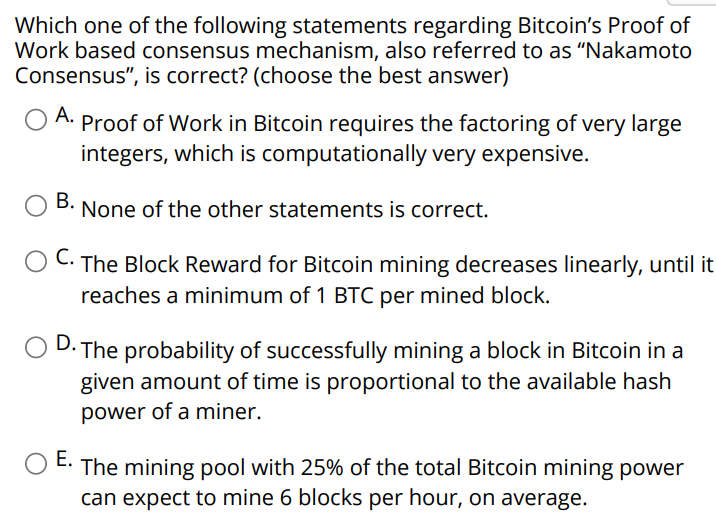 Which one of the following statements regarding Bitcoin's Proof of
Work based consensus mechanism, also referred to as “Nakamoto
Consensus”, is correct? (choose the best answer)
A. Proof of Work in Bitcoin requires the factoring of very large
integers, which is computationally very expensive.
B. None of the other statements is correct.
C. The Block Reward for Bitcoin mining decreases linearly, until it
reaches a minimum of 1 BTC per mined block.
D. The probability of successfully mining a block in Bitcoin in a
given amount of time is proportional to the available hash
power of a miner.
E. The mining pool with 25% of the total Bitcoin mining power
can expect to mine 6 blocks per hour, on average.